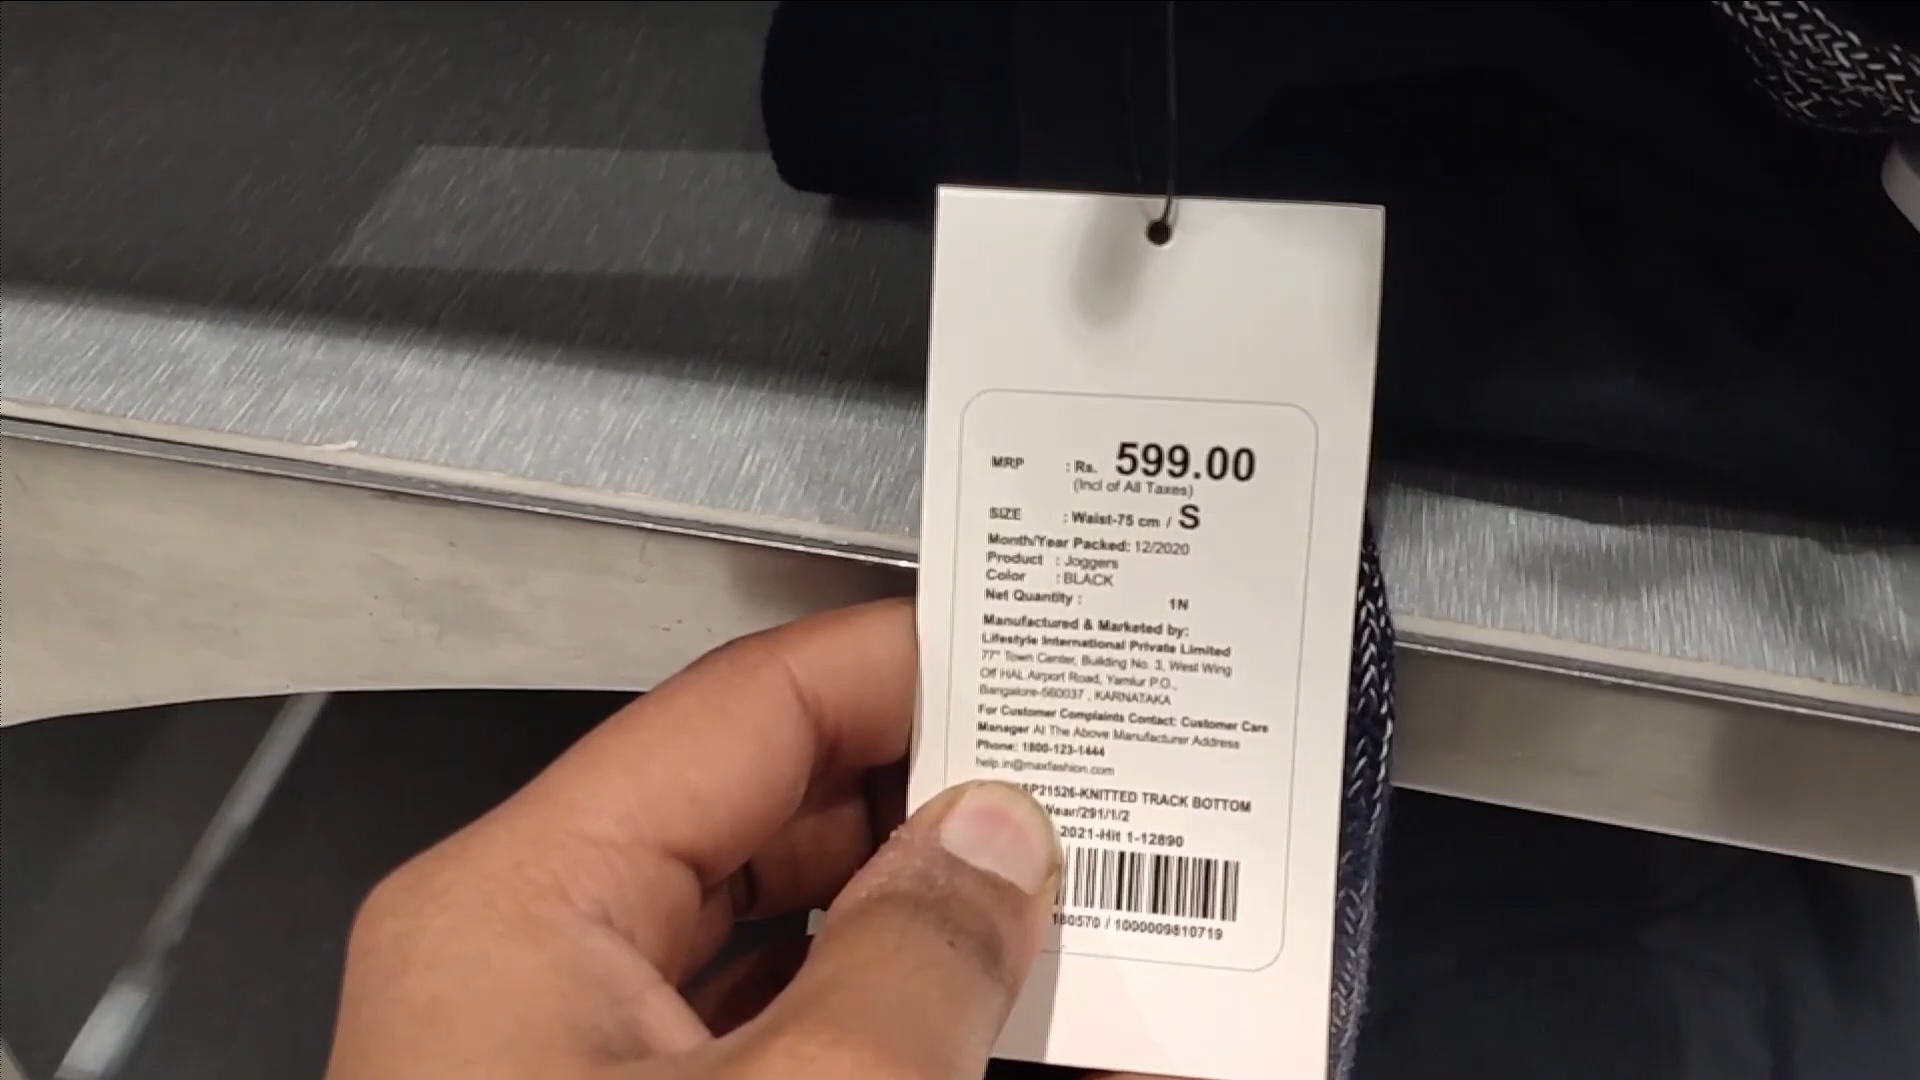 MRP : Rs. 599.00
(Incl of All Taxes)
SIZE : Waist-75 cm / S
Month/Year Packed: 12/2020
Product : Joggers
Color : BLACK
Net Quantity : 1N
Manufactured & Marketed by:
Lifestyle International Private Limited
77° Town Center, Building No. 3, West Wing
Off HAL Airport Road, Yamlur P.O.,
Bangalore-560037 , KARNATAKA
For Customer Complaints Contact: Customer Care
Manager At The Above Manufacturer Address
Phone: 1800-123-1444
help.in@maxfashion.com
SP21526-KNITTED TRACK BOTTOM
Wear/291/1/2
2021-Hit 1-12890
180570 / 1000009810719